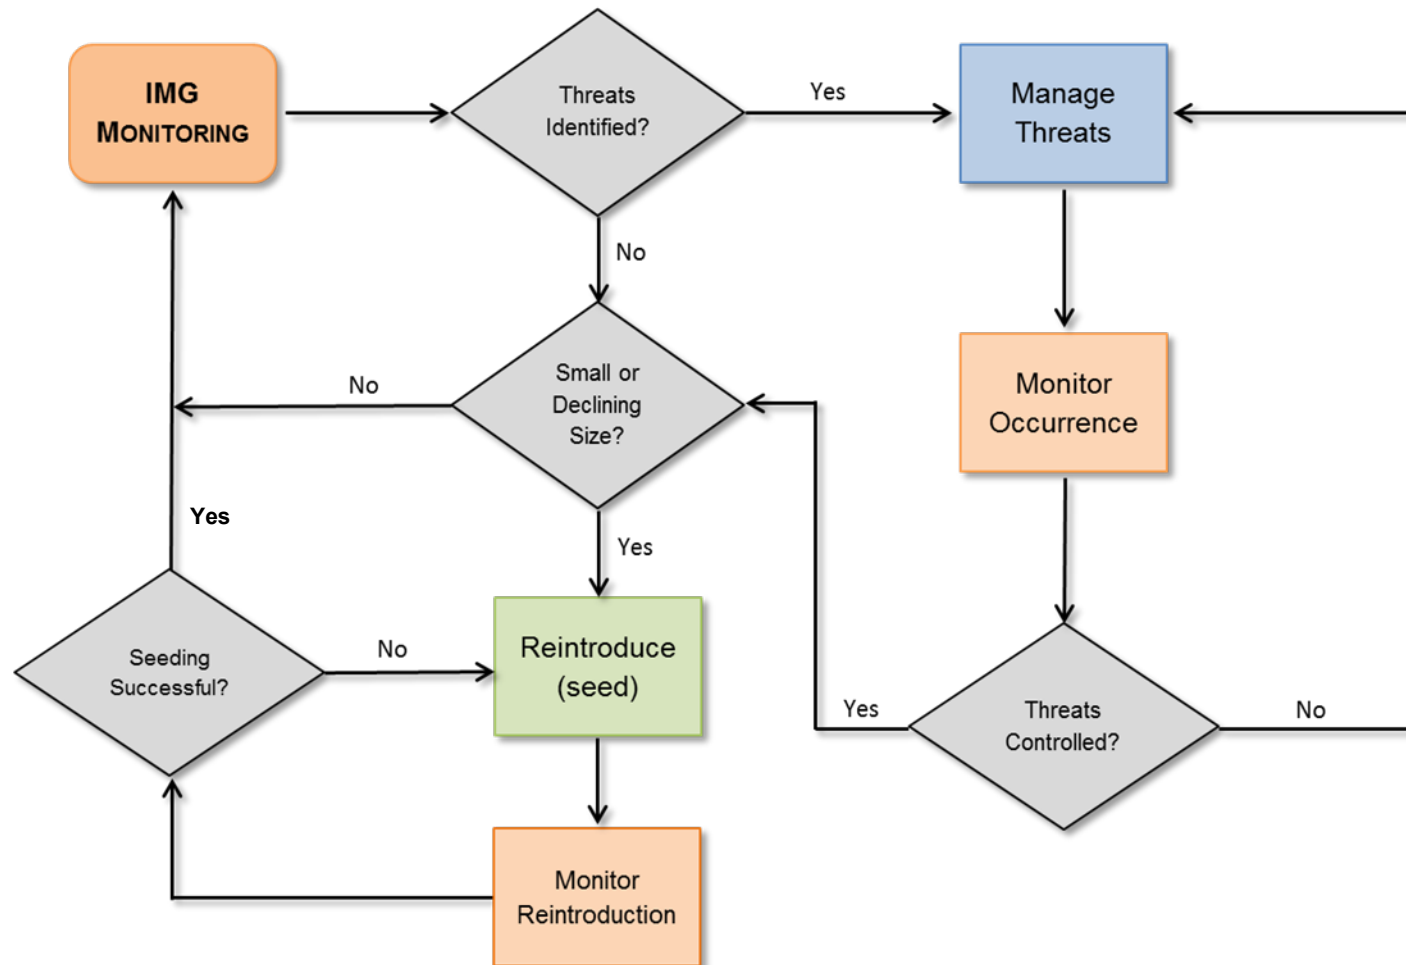 IMG
MONITORING
Threats
Identified?
Yes
Manage
Threats
No
Small or
Declining
Size?
No
Monitor
Occurrence
Yes
Yes
Seeding
Successful?
No
Reintroduce
(seed)
Yes
Threats
Controlled?
No
Monitor
Reintroduction